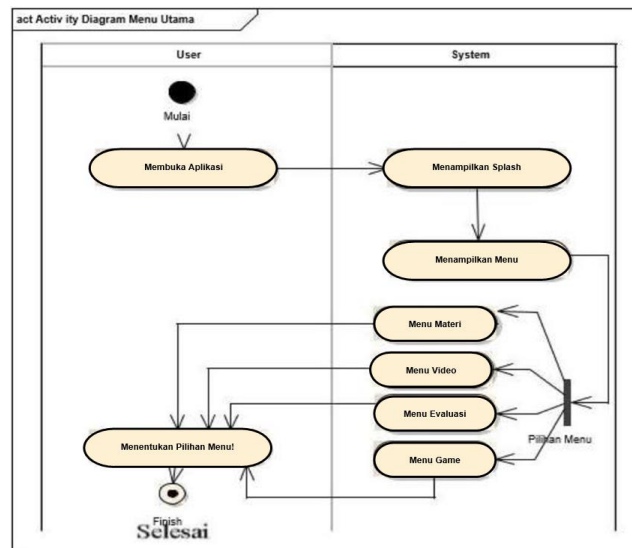 act Activ ity Diagram Menu Utama
User
System
Mulai
Membuka Aplikasi
Menampilkan Splash
Menampilkan Menu
Menu Materi
Menu Video
Menu Evaluasi
Pilihan Menu
Menentukan Pilihan Menu!
Menu Game
Finish
Selesai